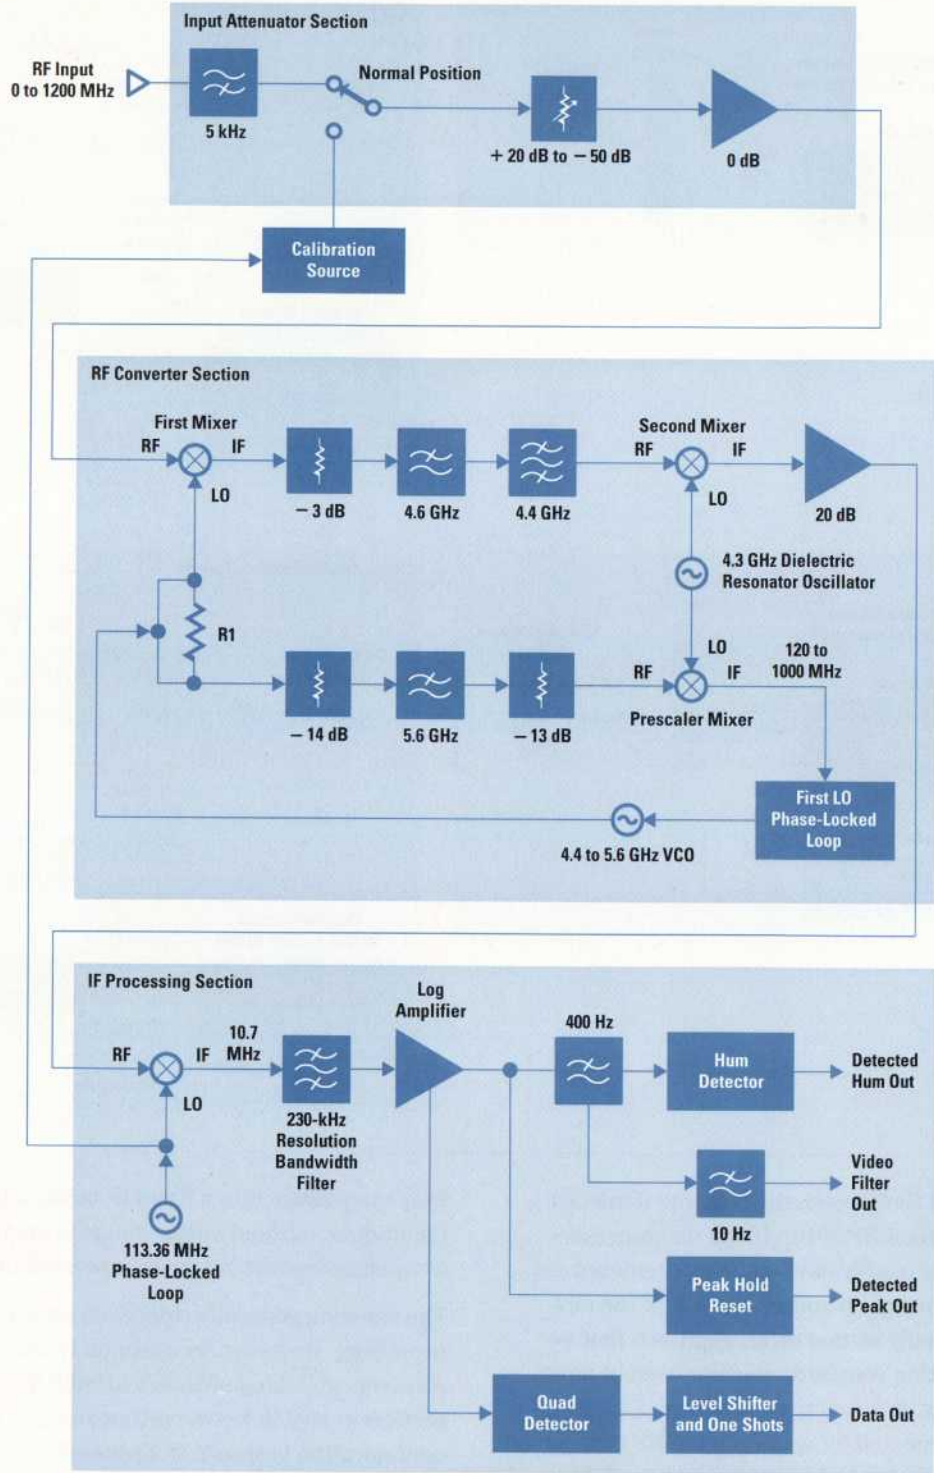 Input Attenuator Section
RF Input
0 to 1200 MHz
5 kHz
Normal Position
+ 20 dB to − 50 dB
0 dB
Calibration
Source
RF Converter Section
First Mixer
RF
IF
LO
− 3 dB
4.6 GHz
4.4 GHz
Second Mixer
RF
IF
LO
20 dB
4.3 GHz Dielectric
Resonator Oscillator
R1
− 14 dB
5.6 GHz
− 13 dB
LO
RF
IF
120 to
1000 MHz
Prescaler Mixer
First LO
Phase-Locked
Loop
4.4 to 5.6 GHz VCO
IF Processing Section
RF
IF
LO
10.7
MHz
230-kHz
Resolution
Bandwidth
Filter
Log
Amplifier
400 Hz
Hum
Detector
Detected
Hum Out
10 Hz
Video
Filter
Out
113.36 MHz
Phase-Locked
Loop
Peak Hold
Reset
Detected
Peak Out
Quad
Detector
Level Shifter
and One Shots
Data Out